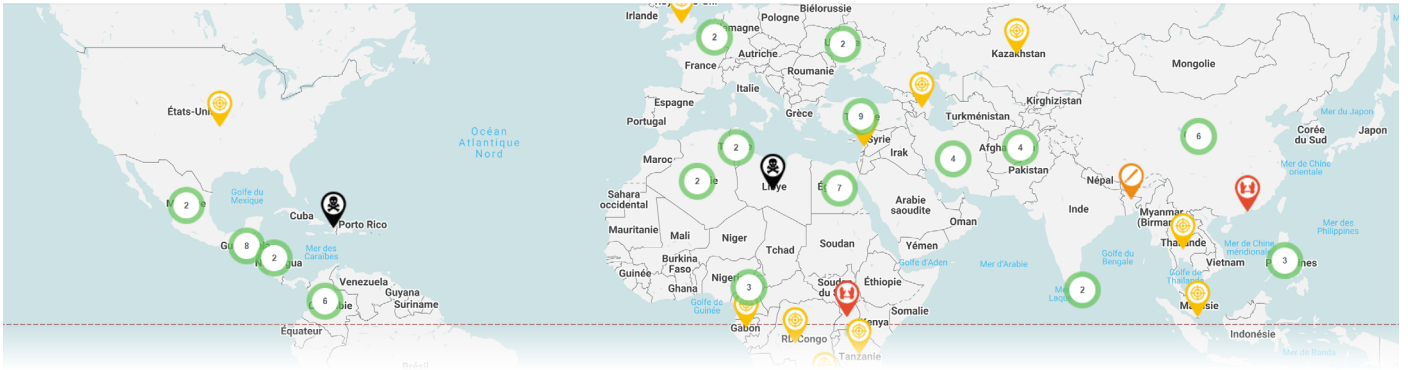 Irlande
Pologne
Biélorussie
France
Autriche
Roumanie
Kazakhstan
Mongolie
Italie
Espagne
Portugal
Grèce
Kirghizistan
Turkménistan
Mer du Japon
Corée
du Sud
Japon
Océan
Atlantique
Nord
2
2
9
2
2
4
4
6
Syrie
Irak
Maroc
Pakistan
Mer de Chine
orientale
Sahara
occidental
7
Népal
Golfe du
Mexique
2
Cuba
Porto Rico
Arabie
saoudite
Oman
Inde
Myanmar
(Birmanie)
Mauritanie
Mali
Niger
Tchad
Soudan
Yémen
Golfe d'Aden
Mer d'Arabie
Golfe du
Bengale
Mer de Chine
méridionale
Mer des
Philippines
8
2
Mer des
Caraïbes
Burkina
Faso
Guinée
Ghana
3
Éthiopie
2
Golfe de
Thaïlande
Vietnam
3
Venezuela
Guyana
Suriname
6
Golfe de
Guinée
Somalie
Malaisie
Équateur
Gabon
RD Congo
Kenya
Tanzanie
Indonésie
Brésil
Mer de Banda